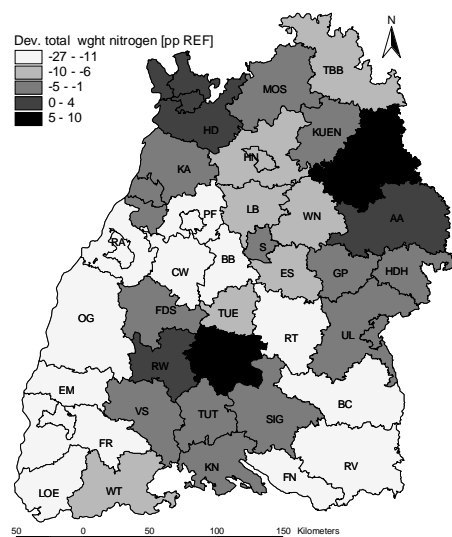 N
Dev. total wght nitrogen [pp REF]
-27 - -11
-10 - -6
-5 - -1
0 - 4
5 - 10
TBB
MOS
HD
KUEN
HN
KA
PF
LB
WN
AA
RA
S
CW
BB
ES
GP
HDH
OG
FDS
TUE
RT
UL
RW
EM
VS
TUT
SIG
BC
FR
KN
FN
RV
LOE
WT
50 0 50 100 150 Kilometers